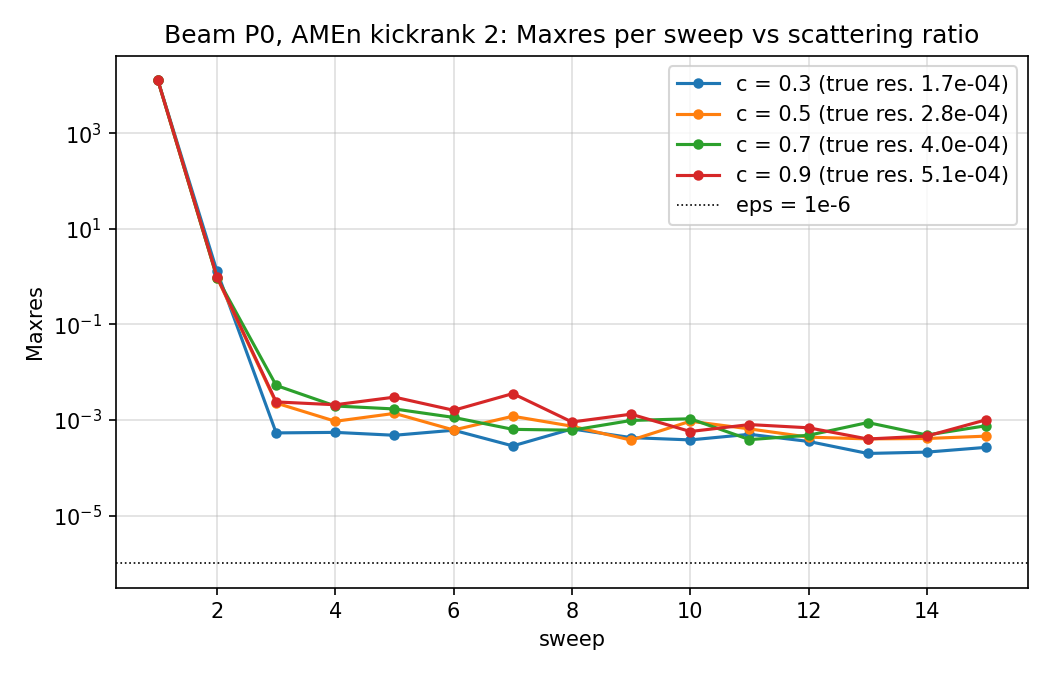 Beam P0, AMEn kickrank 2: Maxres per sweep vs scattering ratio
c = 0.3 (true res. 1.7e-04)
c = 0.5 (true res. 2.8e-04)
c = 0.7 (true res. 4.0e-04)
c = 0.9 (true res. 5.1e-04)
eps = 1e-6
Maxres
10³
10¹
10⁻¹
10⁻³
10⁻⁵
2 4 6 8 10 12 14
sweep